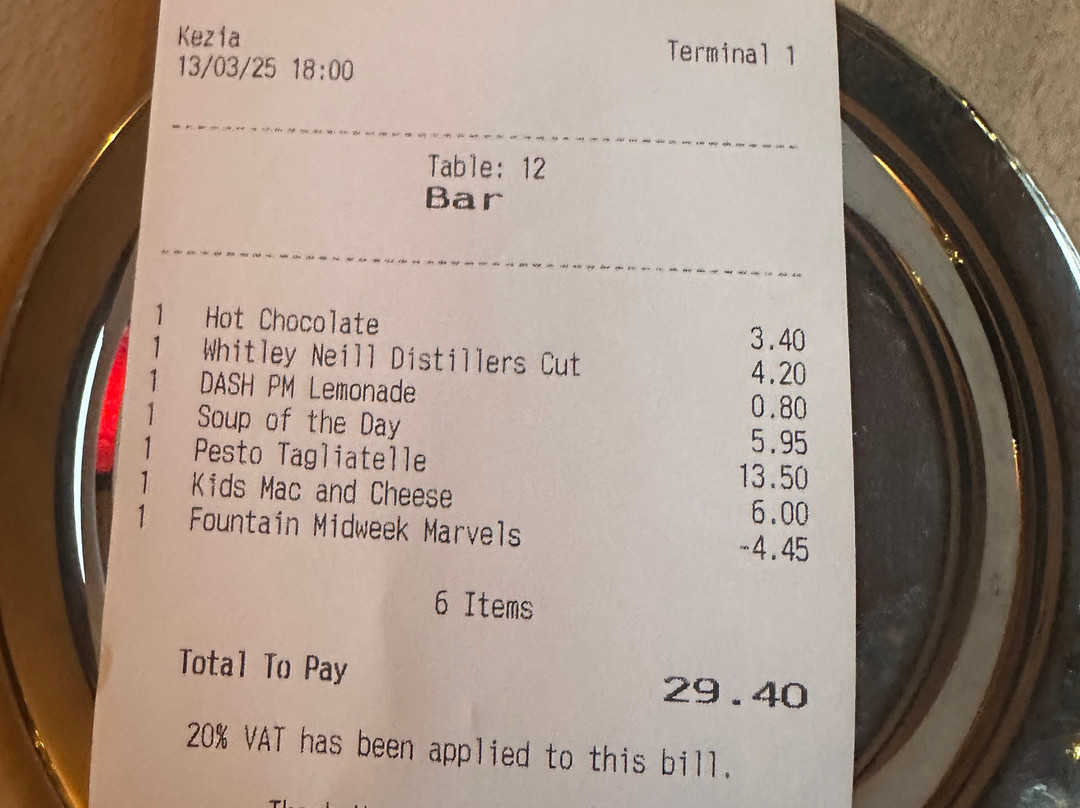 Kezia
13/03/25 18:00 Terminal 1
Table: 12
Bar
1 Hot Chocolate 3.40
1 Whitley Neill Distillers Cut 4.20
1 DASH PM Lemonade 0.80
1 Soup of the Day 5.95
1 Pesto Tagliatelle 13.50
1 Kids Mac and Cheese 6.00
1 Fountain Midweek Marvels -4.45
6 Items
Total To Pay 29.40
20% VAT has been applied to this bill.